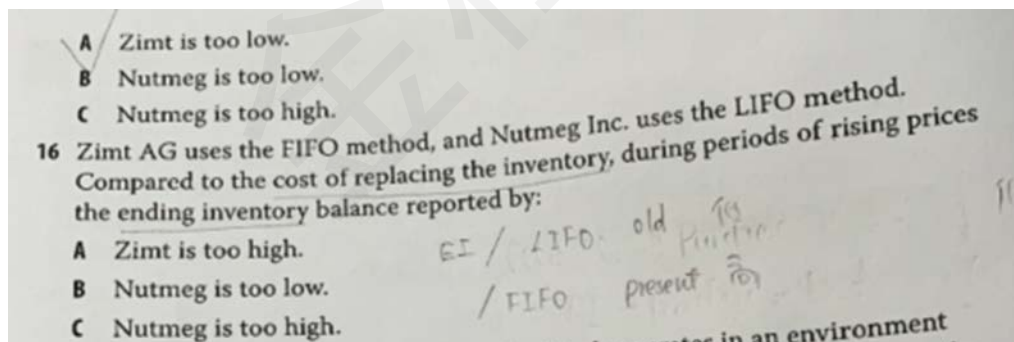 A Zimt is too low.
B Nutmeg is too low.
C Nutmeg is too high.
16 Zimt AG uses the FIFO method, and Nutmeg Inc. uses the LIFO method.
Compared to the cost of replacing the inventory, during periods of rising prices
the ending inventory balance reported by:
A Zimt is too high.
EI / LIFO. old 低
B Nutmeg is too low.
/ FIFO present 高
C Nutmeg is too high.
in an environment